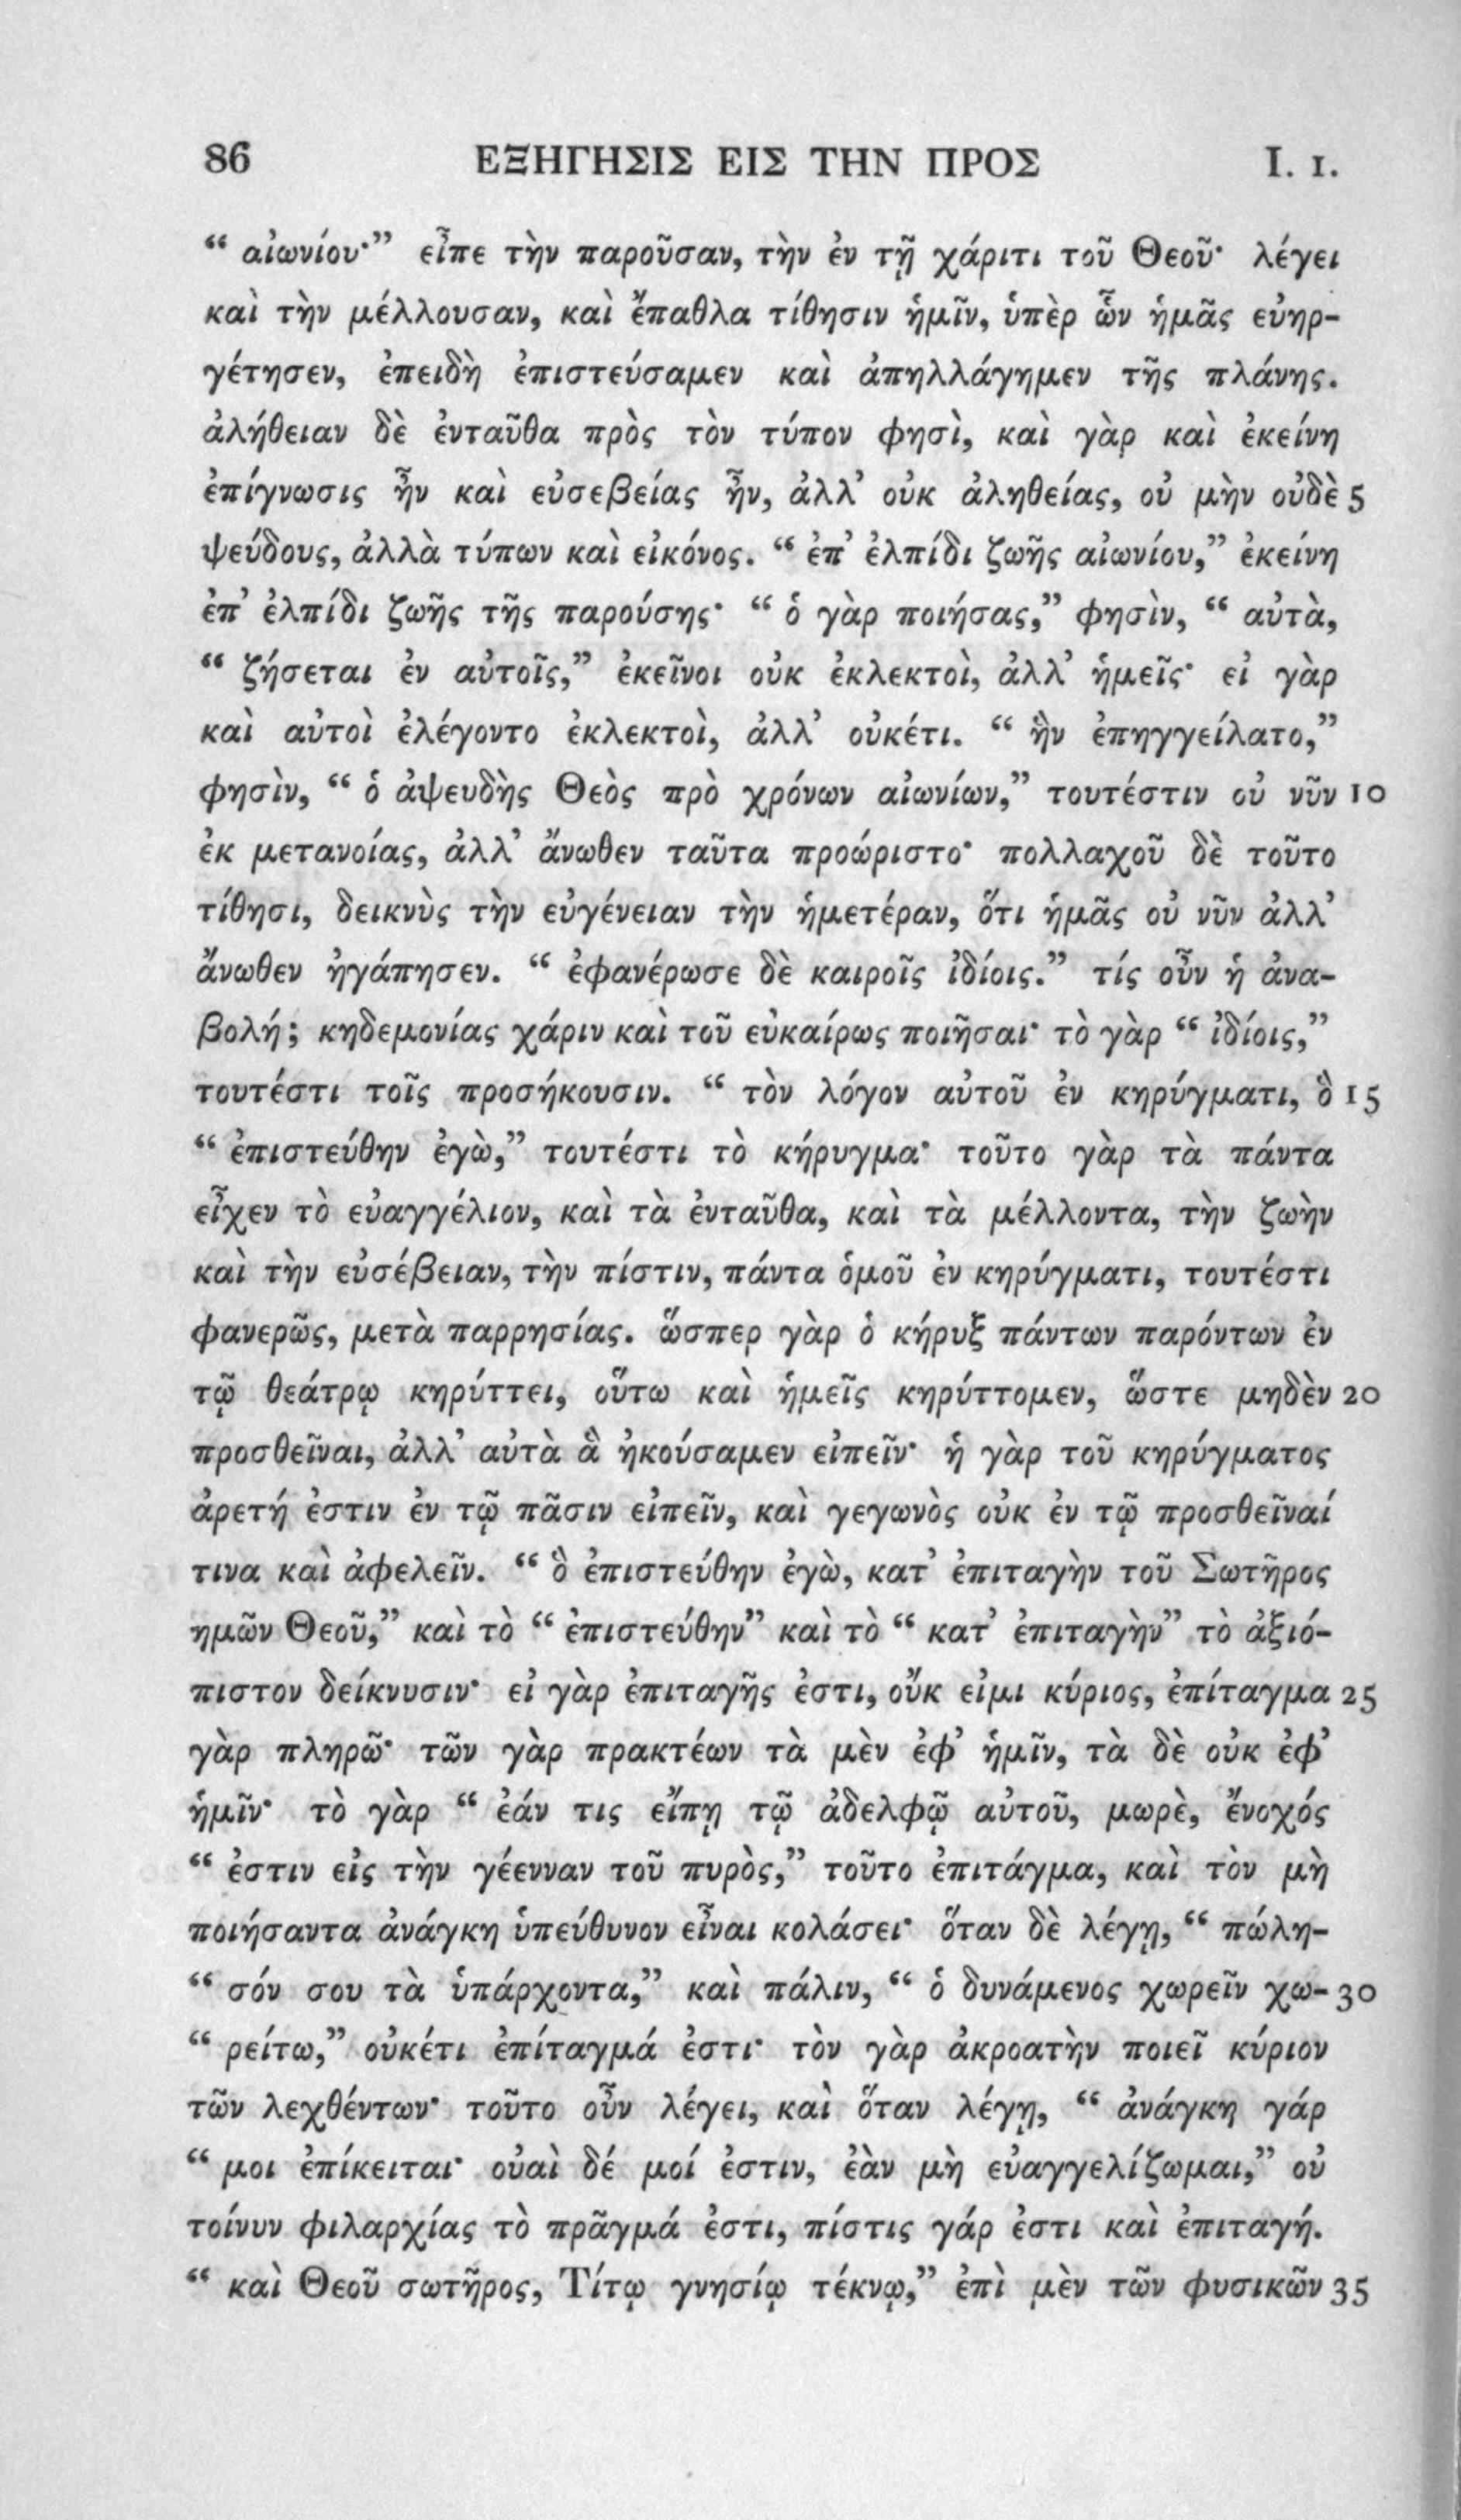 86 ΕΞΗΓΗΣΙΣ ΕΙΣ ΤΗΝ ΠΡΟΣ I. 1.
“ αἰωνίου·” εἶπε τὴν παροῦσαν, τὴν ἐν τῇ χάριτι τοῦ Θεοῦ· λέγει
καὶ τὴν μέλλουσαν, καὶ ἔπαθλα τίθησιν ἡμῖν, ὑπὲρ ὧν ἡμᾶς εὐηρ-
γέτησεν, ἐπειδὴ ἐπιστεύσαμεν καὶ ἀπηλλάγημεν τῆς πλάνης.
ἀλήθειαν δὲ ἐνταῦθα πρὸς τὸν τύπον φησὶ, καὶ γὰρ καὶ ἐκείνη
ἐπίγνωσις ἦν καὶ εὐσεβείας ἦν, ἀλλ’ οὐκ ἀληθείας, οὐ μὴν οὐδὲ 5
ψεύδους, ἀλλὰ τύπων καὶ εἰκόνος. “ ἐπ’ ἐλπίδι ζωῆς αἰωνίου,” ἐκείνη
ἐπ’ ἐλπίδι ζωῆς τῆς παρούσης· “ ὁ γὰρ ποιήσας,” φησὶν, “ αὐτὰ,
“ ζήσεται ἐν αὐτοῖς,” ἐκεῖνοι οὐκ ἐκλεκτοὶ, ἀλλ’ ἡμεῖς· εἰ γὰρ
καὶ αὐτοὶ ἐλέγοντο ἐκλεκτοὶ, ἀλλ’ οὐκέτι. “ ἣν ἐπηγγείλατο,”
φησὶν, “ ὁ ἀψευδὴς Θεὸς πρὸ χρόνων αἰωνίων,” τουτέστιν οὐ νῦν 10
ἐκ μετανοίας, ἀλλ’ ἄνωθεν ταῦτα προώριστο· πολλαχοῦ δὲ τοῦτο
τίθησι, δεικνὺς τὴν εὐγένειαν τὴν ἡμετέραν, ὅτι ἡμᾶς οὐ νῦν ἀλλ’
ἄνωθεν ἠγάπησεν. “ ἐφανέρωσε δὲ καιροῖς ἰδίοις.” τίς οὖν ἡ ἀνα-
βολή; κηδεμονίας χάριν καὶ τοῦ εὐκαίρως ποιῆσαι· τὸ γὰρ “ ἰδίοις,”
τουτέστι τοῖς προσήκουσιν. “ τὸν λόγον αὐτοῦ ἐν κηρύγματι, ὃ 15
“ ἐπιστεύθην ἐγὼ,” τουτέστι τὸ κήρυγμα· τοῦτο γὰρ τὰ πάντα
εἶχεν τὸ εὐαγγέλιον, καὶ τὰ ἐνταῦθα, καὶ τὰ μέλλοντα, τὴν ζωὴν
καὶ τὴν εὐσέβειαν, τὴν πίστιν, πάντα ὁμοῦ ἐν κηρύγματι, τουτέστι
φανερῶς, μετὰ παρρησίας. ὥσπερ γὰρ ὁ κήρυξ πάντων παρόντων ἐν
τῷ θεάτρῳ κηρύττει, οὕτω καὶ ἡμεῖς κηρύττομεν, ὥστε μηδὲν 20
προσθεῖναι, ἀλλ’ αὐτὰ ἃ ἠκούσαμεν εἰπεῖν· ἡ γὰρ τοῦ κηρύγματος
ἀρετή ἐστιν ἐν τῷ πᾶσιν εἰπεῖν, καὶ γεγωνὸς οὐκ ἐν τῷ προσθεῖναί
τινα καὶ ἀφελεῖν. “ ὃ ἐπιστεύθην ἐγὼ, κατ’ ἐπιταγὴν τοῦ Σωτῆρος
ημῶν Θεοῦ,” καὶ τὸ “ ἐπιστεύθην” καὶ τὸ “ κατ’ ἐπιταγὴν” τὸ ἀξιό-
πιστον δείκνυσιν· εἰ γὰρ ἐπιταγῆς ἐστι, οὔκ εἰμι κύριος, ἐπίταγμα 25
γὰρ πληρῶ· τῶν γὰρ πρακτέων τὰ μὲν ἐφ’ ἡμῖν, τὰ δὲ οὐκ ἐφ’
ἡμῖν· τὸ γὰρ “ ἐάν τις εἴπῃ τῷ ἀδελφῷ αὐτοῦ, μωρὲ, ἔνοχός
“ ἐστιν εἰς τὴν γέενναν τοῦ πυρὸς,” τοῦτο ἐπιτάγμα, καὶ τὸν μὴ
ποιήσαντα ἀνάγκη ὑπεύθυνον εἶναι κολάσει· ὅταν δὲ λέγῃ, “ πώλη-
“ σόν σου τὰ ὑπάρχοντα,” καὶ πάλιν, “ ὁ δυνάμενος χωρεῖν χω- 30
“ ρείτω,” οὐκέτι ἐπίταγμά ἐστι· τὸν γὰρ ἀκροατὴν ποιεῖ κύριον
τῶν λεχθέντων· τοῦτο οὖν λέγει, καὶ ὅταν λέγῃ, “ ἀνάγκη γάρ
“ μοι ἐπίκειται· οὐαὶ δέ μοί ἐστιν, ἐὰν μὴ εὐαγγελίζωμαι,” οὐ
τοίνυν φιλαρχίας τὸ πρᾶγμά ἐστι, πίστις γάρ ἐστι καὶ ἐπιταγή.
“ καὶ Θεοῦ σωτῆρος, Τίτῳ γνησίῳ τέκνῳ,” ἐπὶ μὲν τῶν φυσικῶν 35